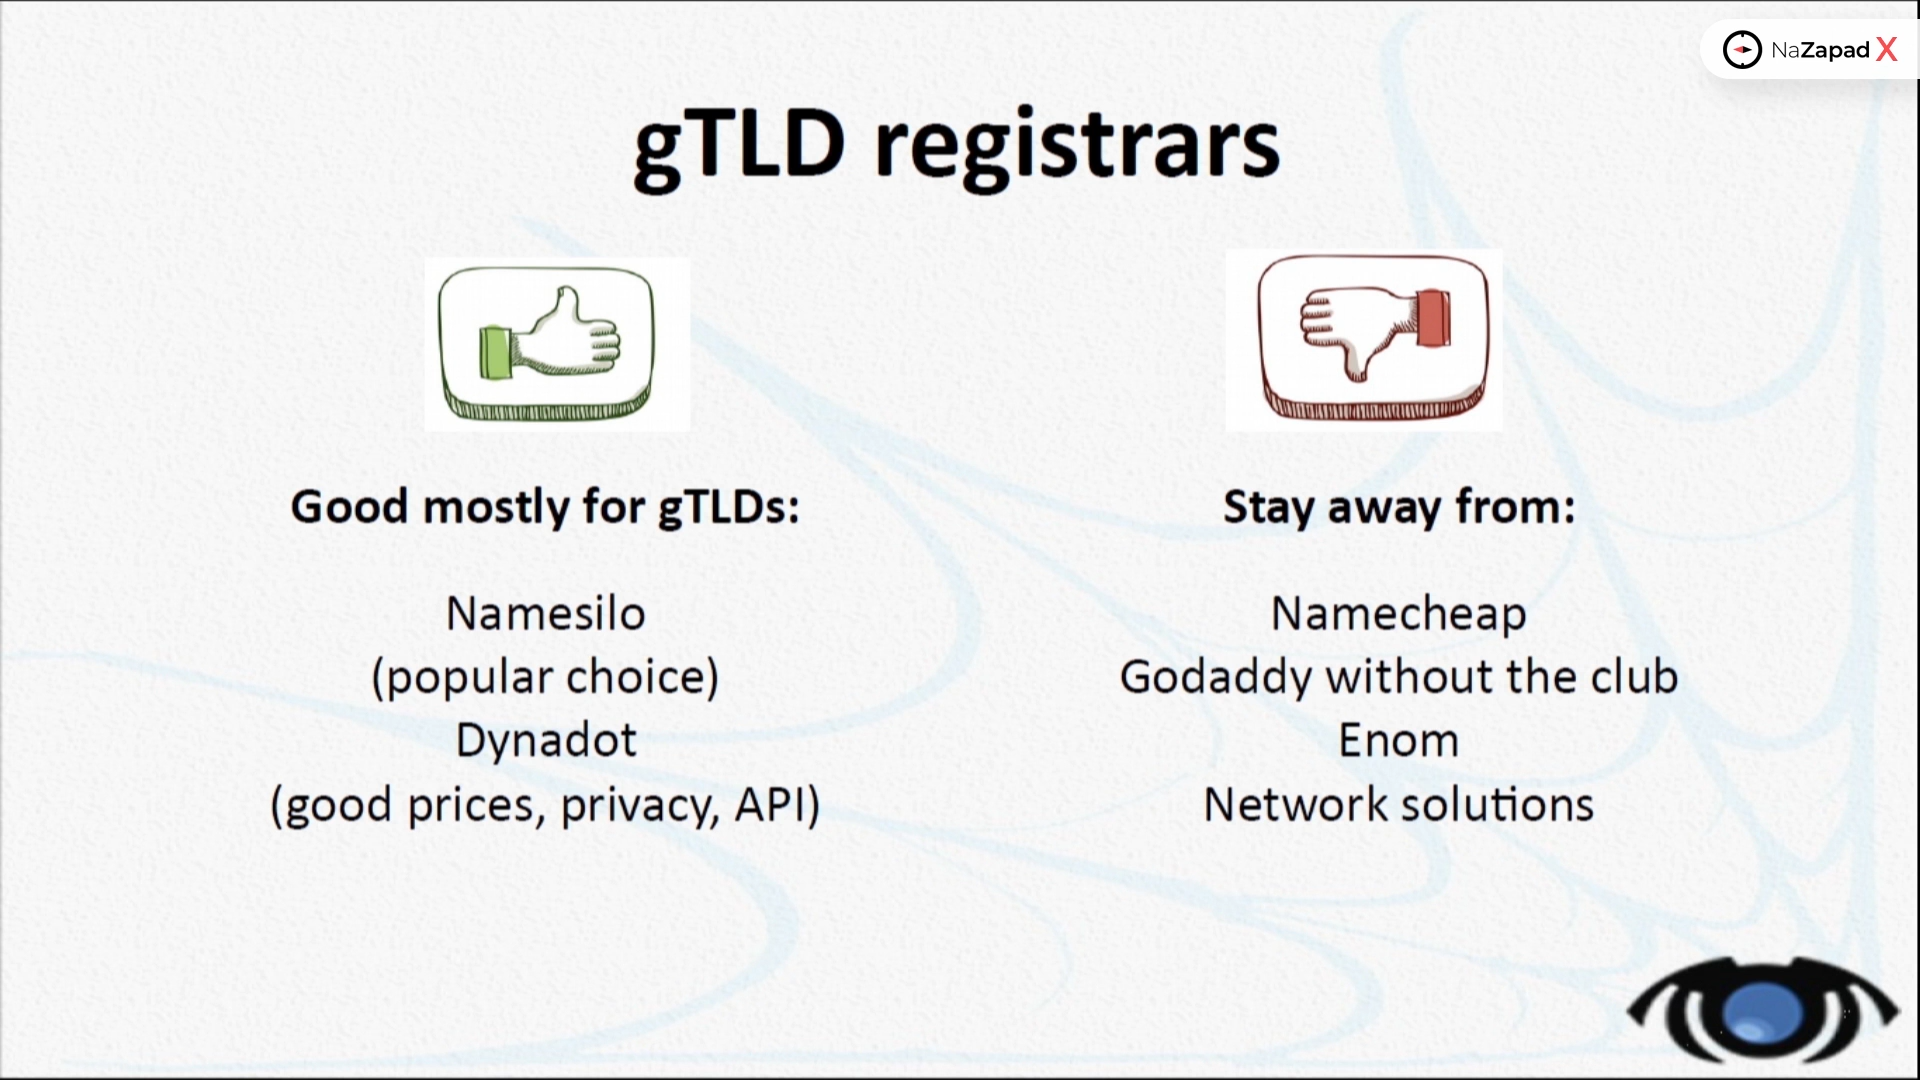 NaZapad X
gTLD registrars
Good mostly for gTLDs:
Namesilo
(popular choice)
Dynadot
(good prices, privacy, API)
Stay away from:
Namecheap
Godaddy without the club
Enom
Network solutions